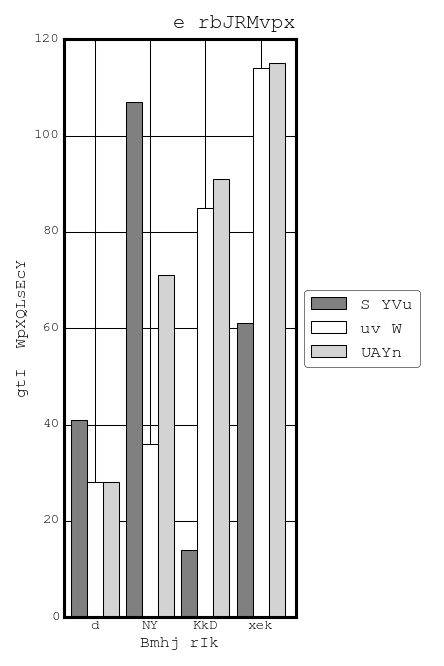 e rbJRMvpx
120
100
80
60
40
20
0
gtI  WpXQLsEcY
d NY KkD xek
Bmhj rIk
S YVu
uv W
UAYn